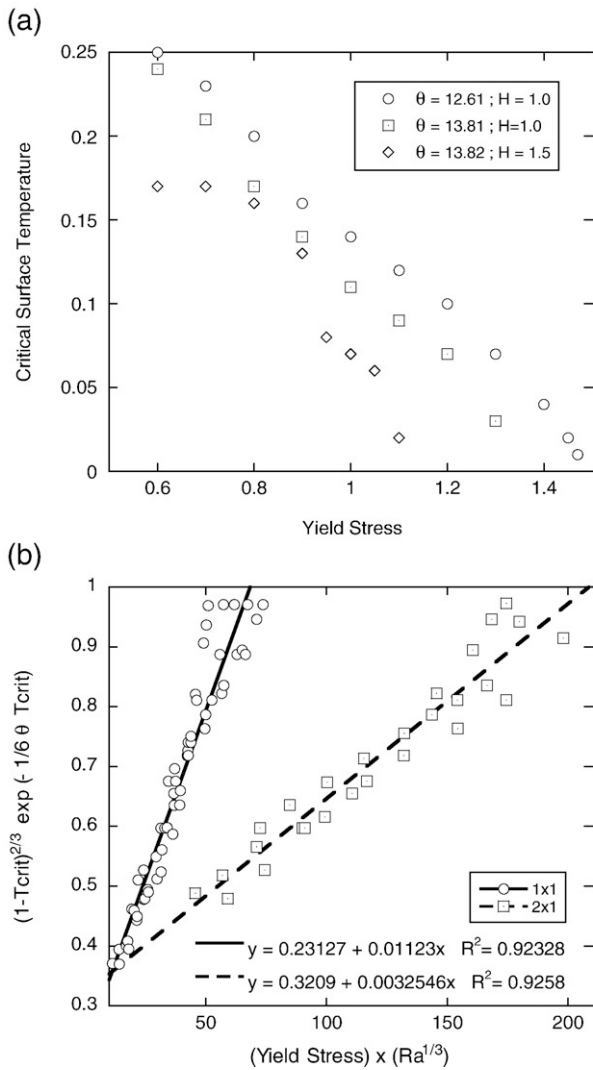 (a)
0.25
0.2
0.15
0.1
0.05
0
Critical Surface Temperature
θ = 12.61 ; H = 1.0
θ = 13.81 ; H=1.0
θ = 13.82 ; H = 1.5
0.6 0.8 1 1.2 1.4
Yield Stress
(b)
1
0.9
0.8
0.7
0.6
0.5
0.4
0.3
(1-Tcrit)^2/3 exp (- 1/6 θ Tcrit)
1x1
2x1
y = 0.23127 + 0.01123x R² = 0.92328
y = 0.3209 + 0.0032546x R² = 0.9258
50 100 150 200
(Yield Stress) x (Ra^1/3)